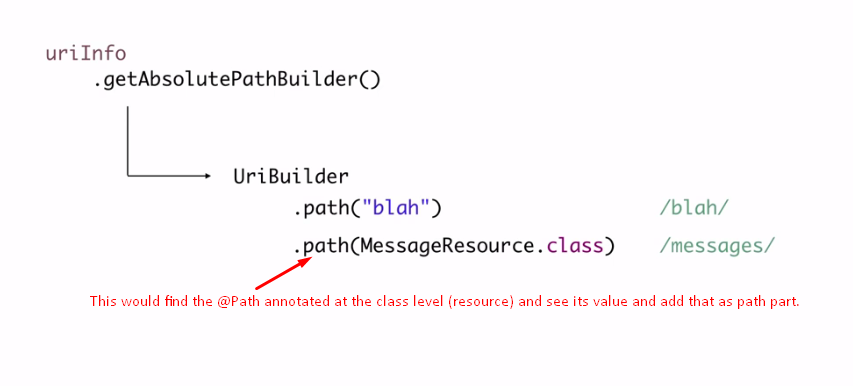 uriInfo
.getAbsolutePathBuilder()
UriBuilder
.path("blah") /blah/
.path(MessageResource.class) /messages/
This would find the @Path annotated at the class level (resource) and see its value and add that as path part.